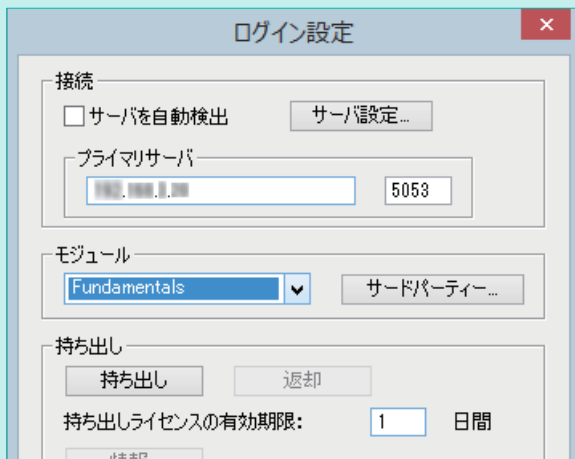 ログイン設定
接続
サーバを自動検出
サーバ設定...
プライマリサーバ
5053
モジュール
Fundamentals
サードパーティー...
持ち出し
持ち出し
返却
持ち出しライセンスの有効期限:
1
日間